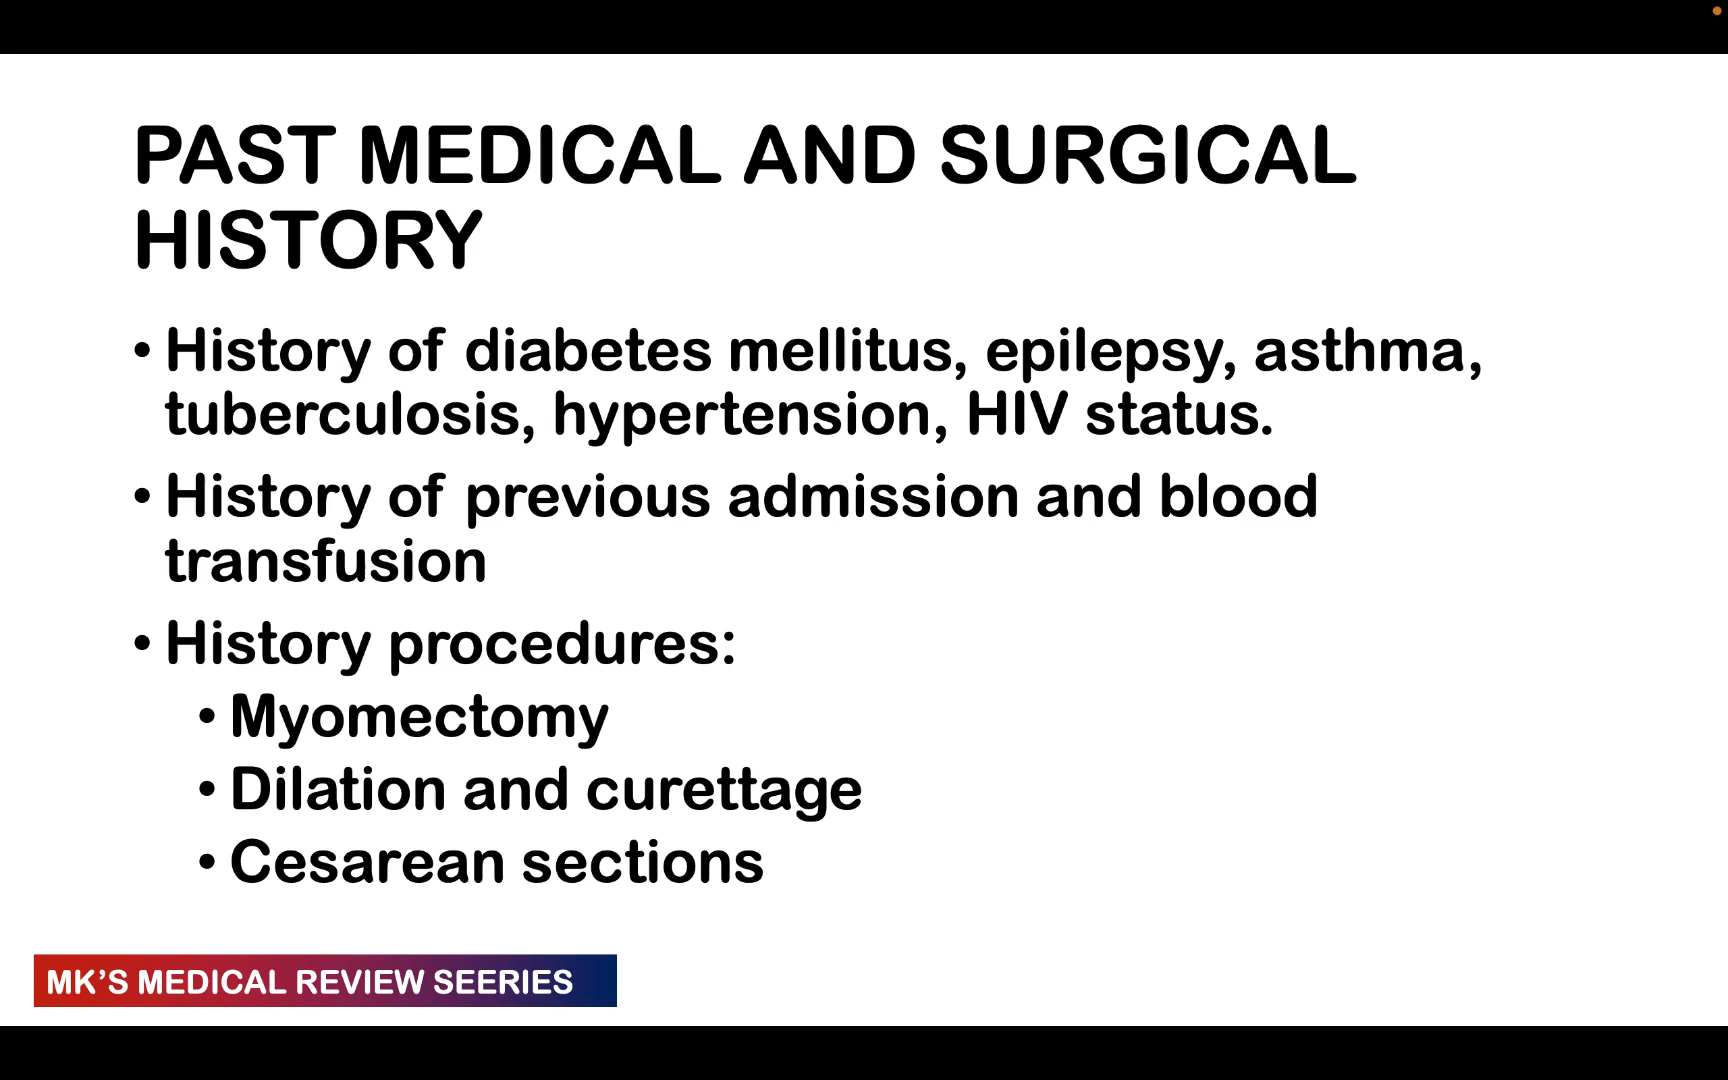 PAST MEDICAL AND SURGICAL
HISTORY
• History of diabetes mellitus, epilepsy, asthma,
tuberculosis, hypertension, HIV status.
• History of previous admission and blood
transfusion
• History procedures:
• Myomectomy
• Dilation and curettage
• Cesarean sections
MK'S MEDICAL REVIEW SEERIES